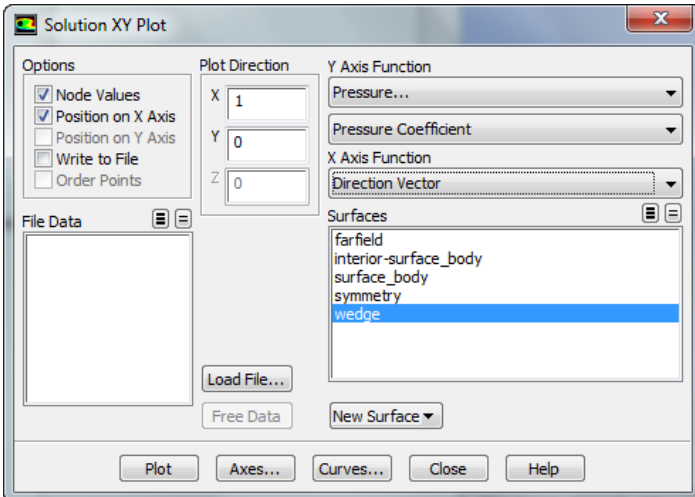 Solution XY Plot
Options
Node Values
Position on X Axis
Position on Y Axis
Write to File
Order Points
Plot Direction
X 1
Y 0
Z 0
Y Axis Function
Pressure...
Pressure Coefficient
X Axis Function
Direction Vector
File Data
Surfaces
farfield
interior-surface_body
surface_body
symmetry
wedge
Load File...
Free Data
New Surface
Plot
Axes...
Curves...
Close
Help